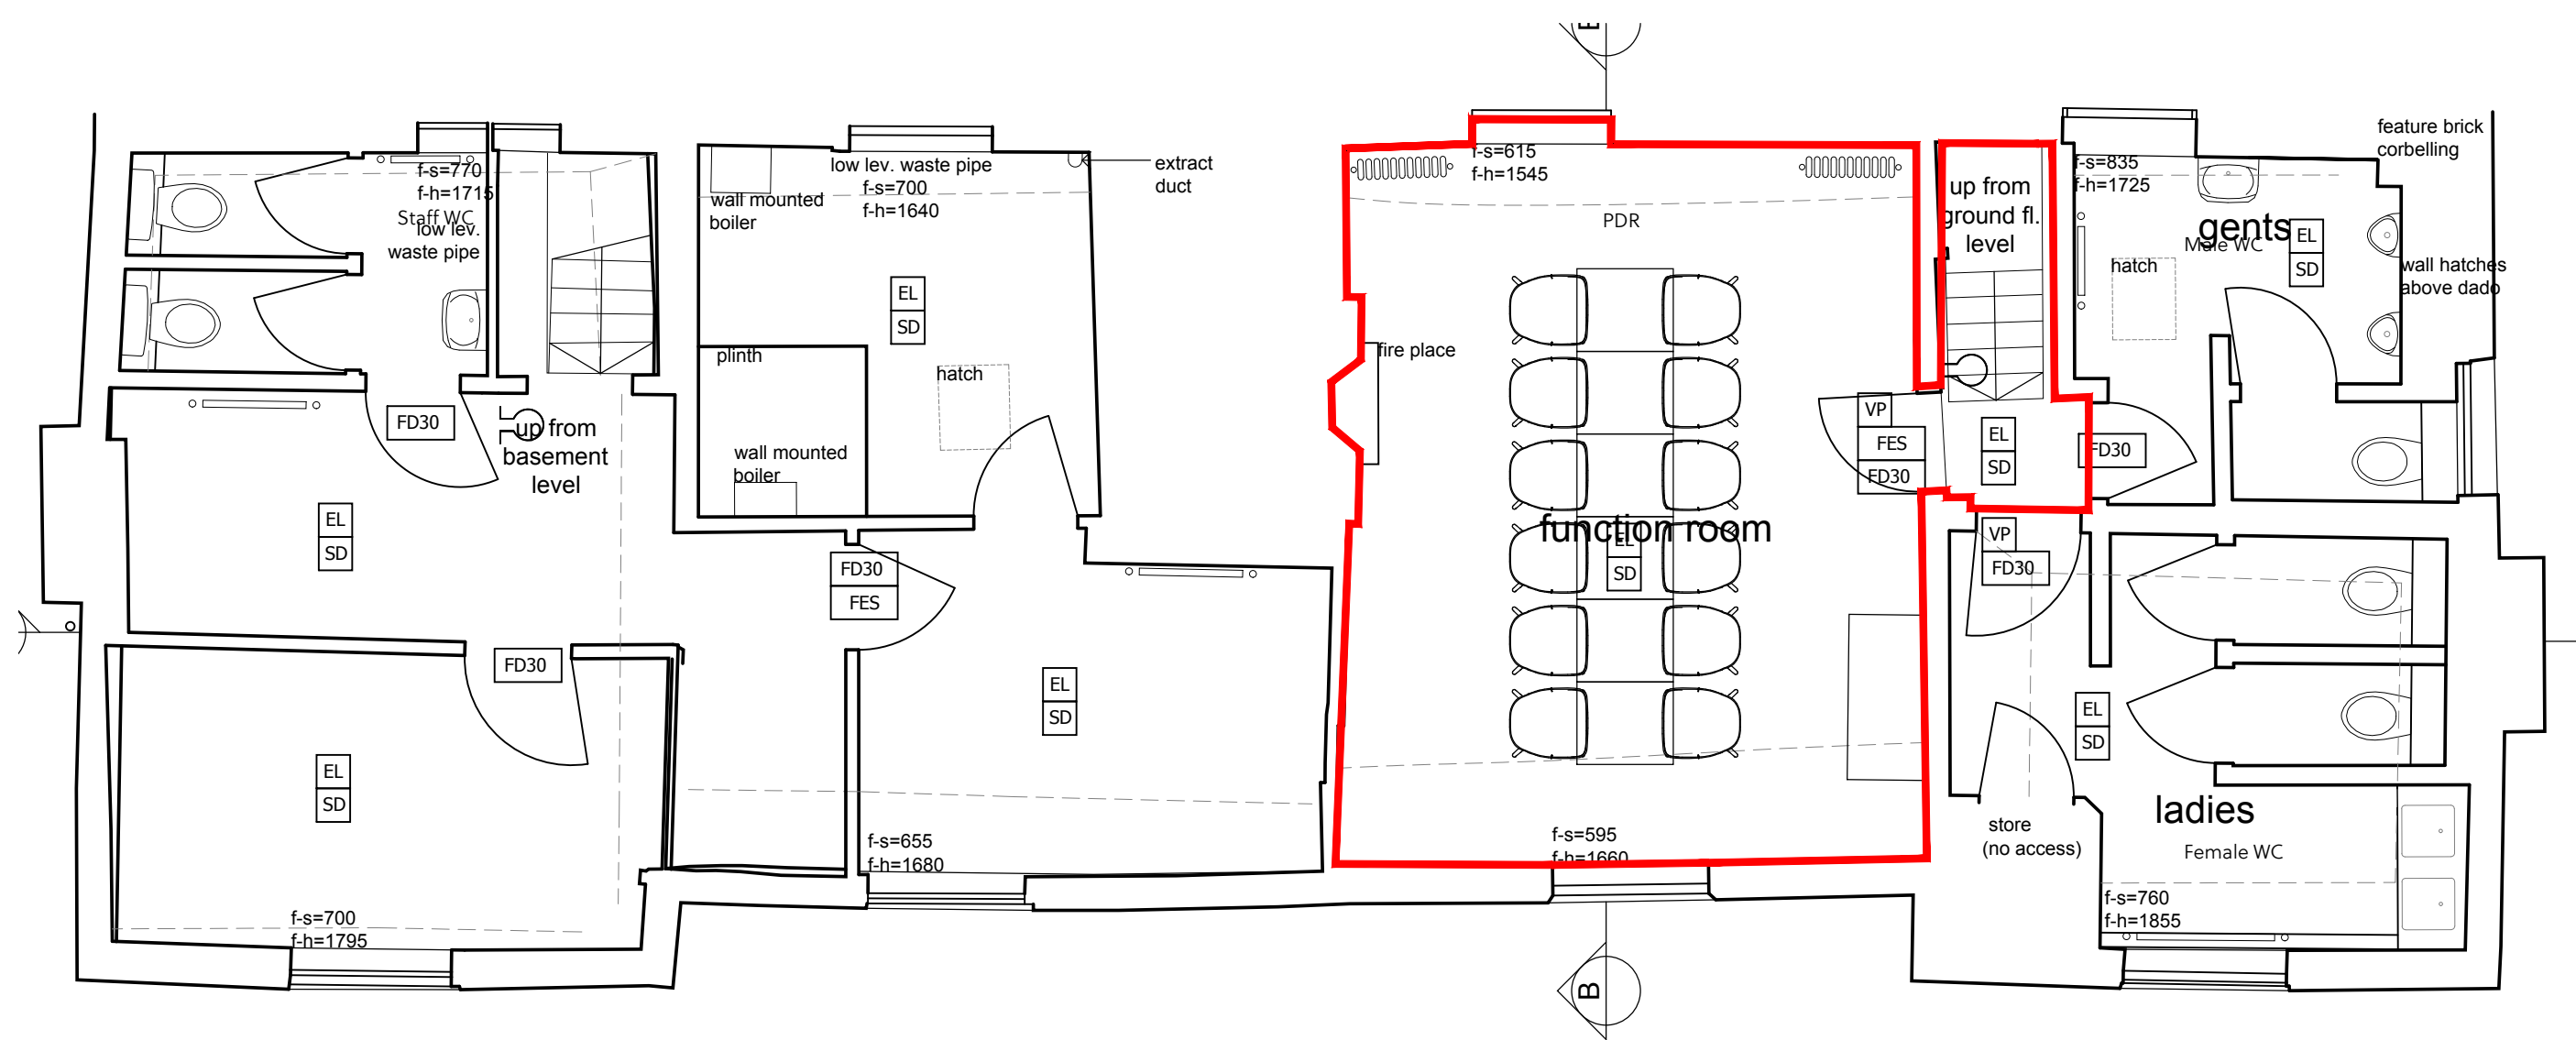 B
feature brick
corbelling
f-s=770
f-h=1715
Staff WC
low lev.
waste pipe
low lev. waste pipe
f-s=700
f-h=1640
wall mounted
boiler
extract
duct
EL
SD
plinth
hatch
wall mounted
boiler
FD30
up from
basement
level
EL
SD
FD30
FES
FD30
EL
SD
EL
SD
f-s=655
f-h=1680
f-s=700
f-h=1795
f-s=615
f-h=1545
PDR
fire place
function room
EL
SD
VP
FES
FD30
f-s=595
f-h=1660
B
up from
ground fl.
level
EL
SD
f-s=835
f-h=1725
gents
Male WC
EL
SD
hatch
wall hatches
above dado
FD30
VP
FD30
EL
SD
ladies
Female WC
store
(no access)
f-s=760
f-h=1855